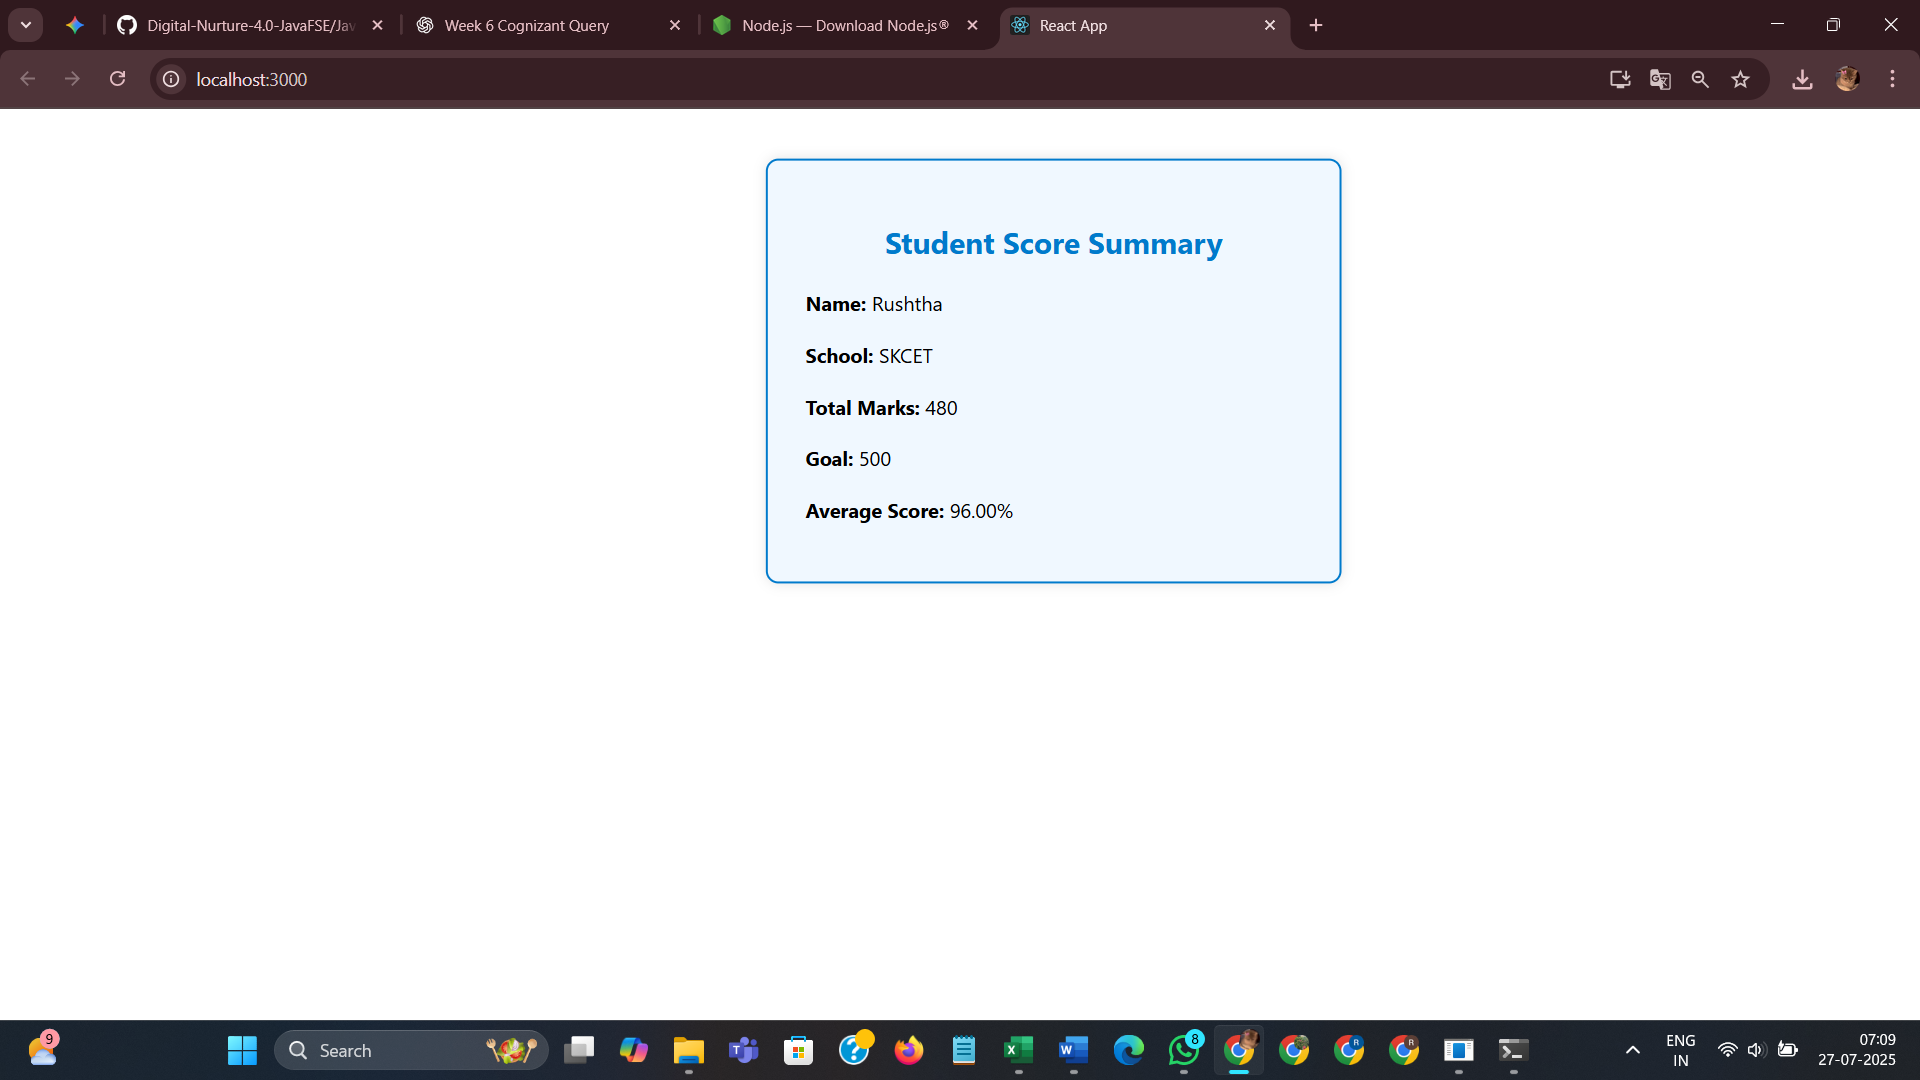 Digital-Nurture-4.0-JavaFSE/Jav
Week 6 Cognizant Query
Node.js — Download Node.js®
React App
localhost:3000
Student Score Summary
Name: Rushtha
School: SKCET
Total Marks: 480
Goal: 500
Average Score: 96.00%
9
Search
8
R
R
ENG
IN
07:09
27-07-2025